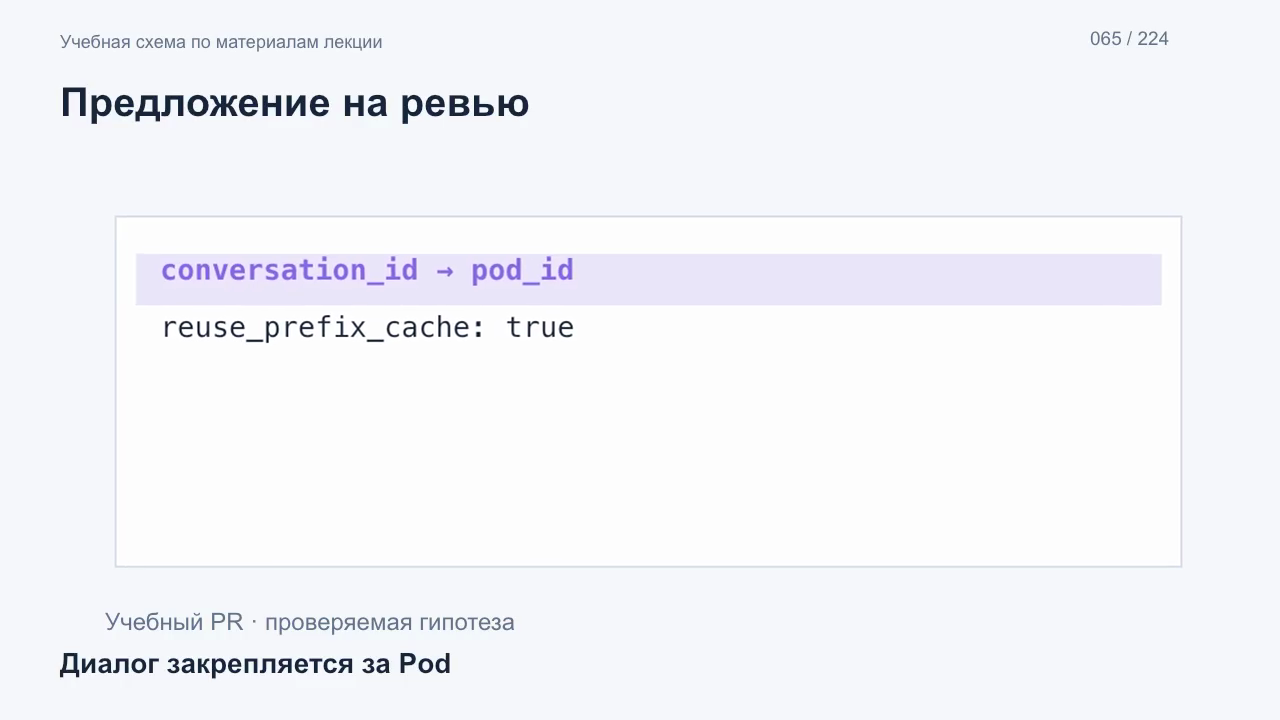 Учебная схема по материалам лекции
065 / 224
Предложение на ревью
conversation_id → pod_id
reuse_prefix_cache: true
Учебный PR · проверяемая гипотеза
Диалог закрепляется за Pod